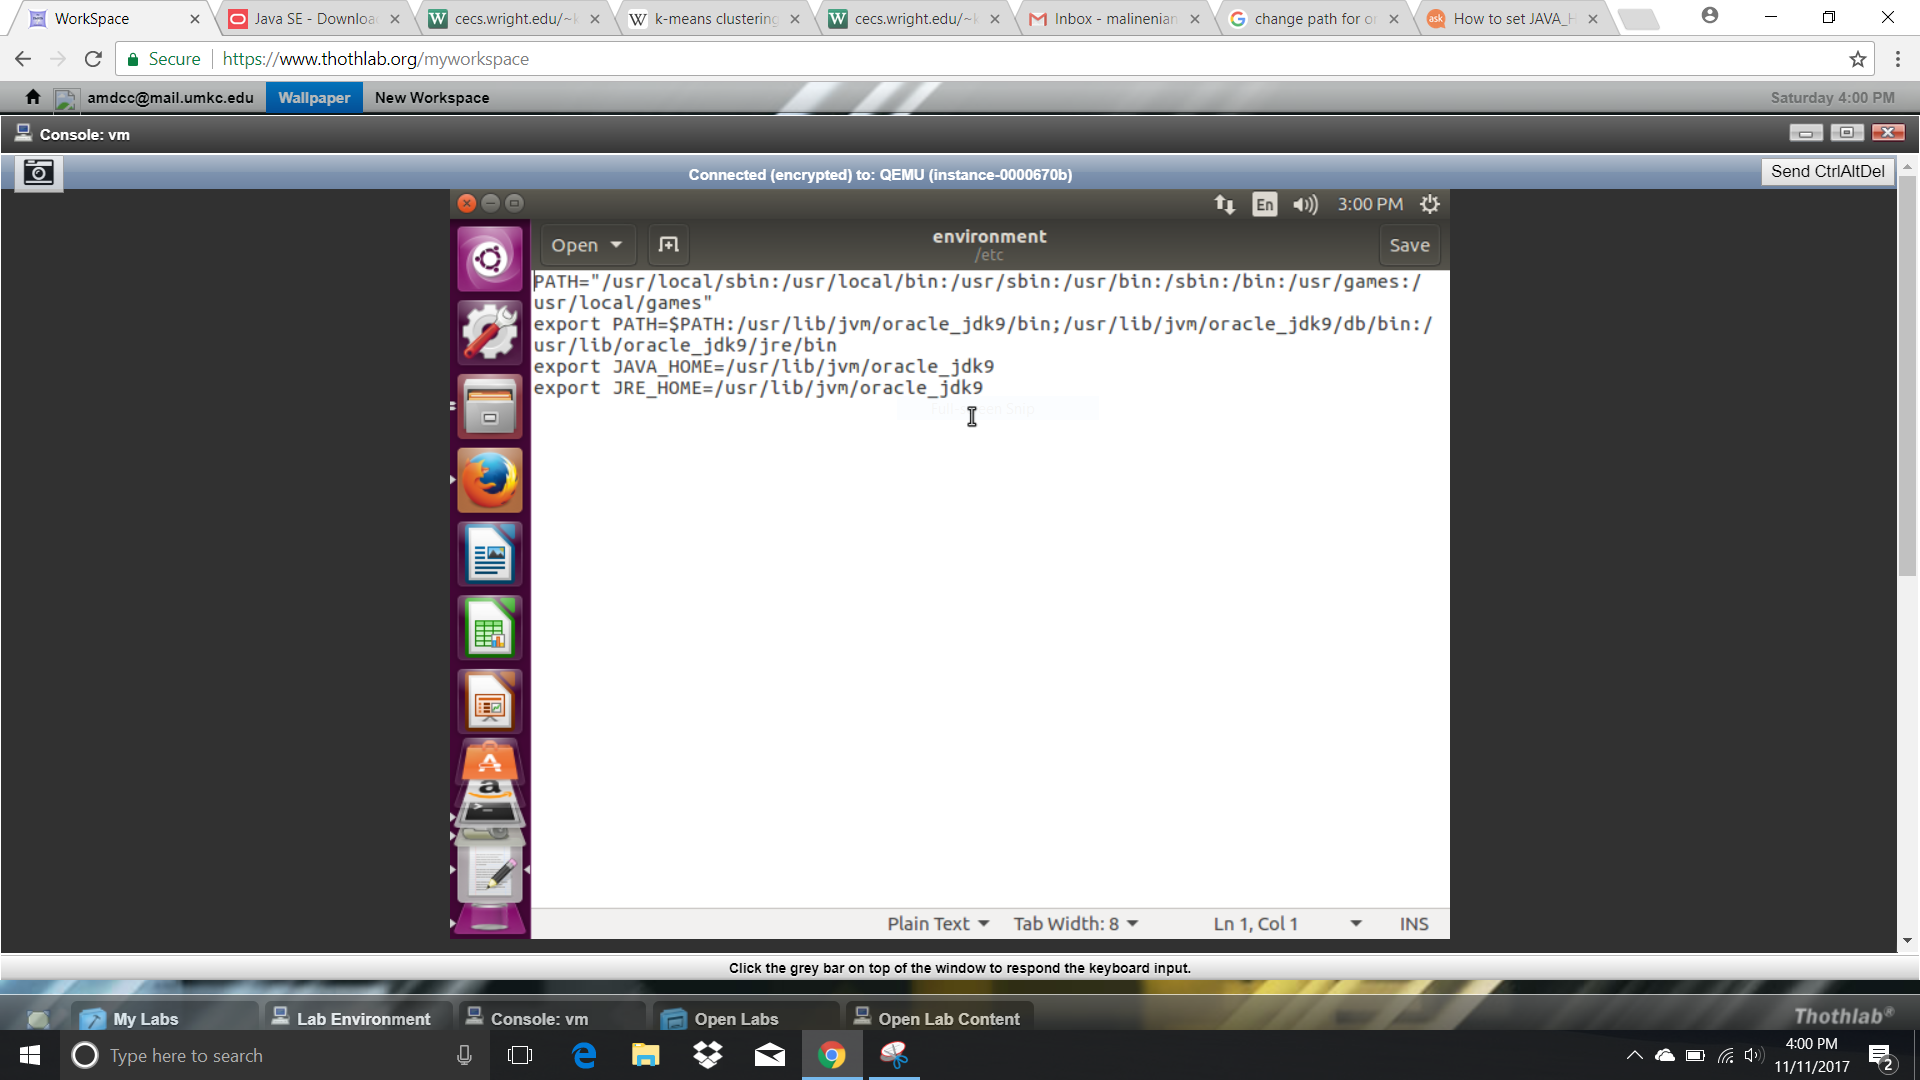 WorkSpace
Java SE - Downloa
cecs.wright.edu/~k
k-means clustering
cecs.wright.edu/~k
Inbox - malinenian
change path for or
ask How to set JAVA_H
Secure https://www.thothlab.org/myworkspace
amdcc@mail.umkc.edu Wallpaper New Workspace Saturday 4:00 PM
Console: vm
Connected (encrypted) to: QEMU (instance-0000670b) Send CtrlAltDel
En 3:00 PM
Open environment Save
/etc
PATH="/usr/local/sbin:/usr/local/bin:/usr/sbin:/usr/bin:/sbin:/bin:/usr/games:/
usr/local/games"
export PATH=$PATH:/usr/lib/jvm/oracle_jdk9/bin;/usr/lib/jvm/oracle_jdk9/db/bin:/
usr/lib/oracle_jdk9/jre/bin
export JAVA_HOME=/usr/lib/jvm/oracle_jdk9
export JRE_HOME=/usr/lib/jvm/oracle_jdk9
Plain Text Tab Width: 8 Ln 1, Col 1 INS
Click the grey bar on top of the window to respond the keyboard input.
My Labs Lab Environment Console: vm Open Labs Open Lab Content Thothlab®
Type here to search
4:00 PM
11/11/2017
2